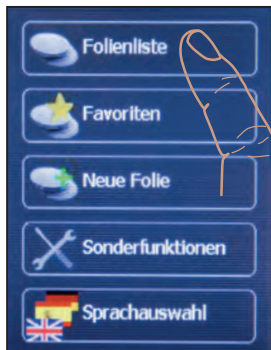 Folienliste
Favoriten
Neue Folie
Sonderfunktionen
Sprachauswahl